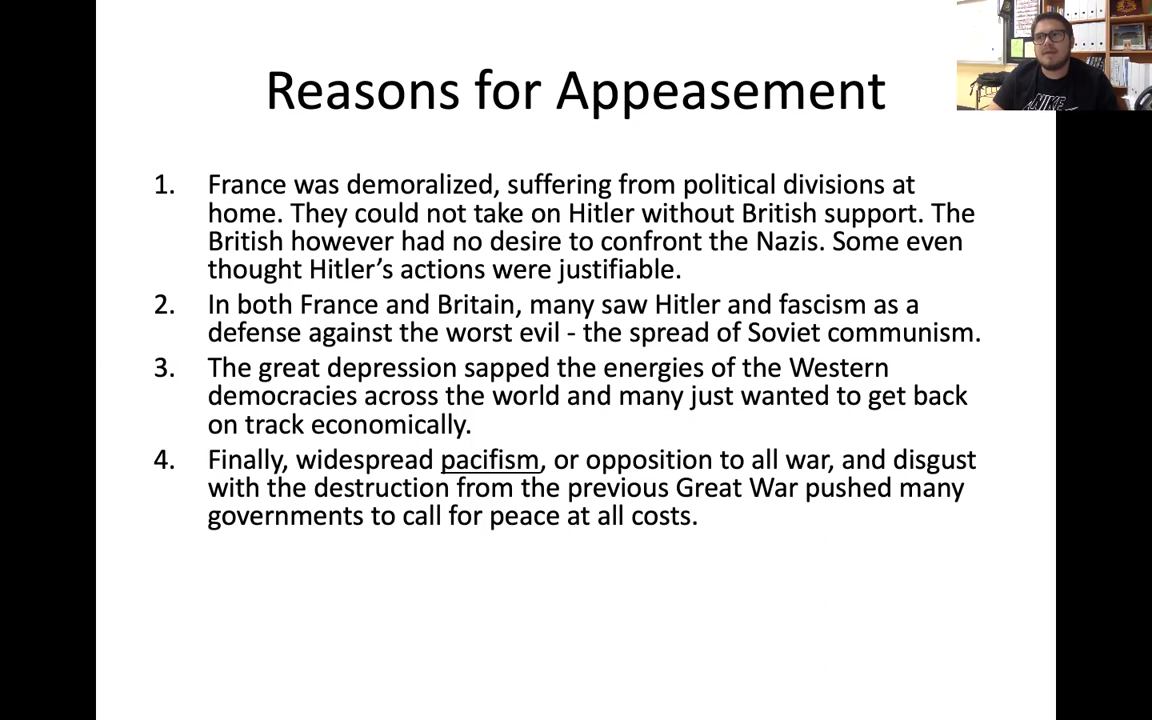 Reasons for Appeasement
NIKE
1. France was demoralized, suffering from political divisions at
home. They could not take on Hitler without British support. The
British however had no desire to confront the Nazis. Some even
thought Hitler’s actions were justifiable.
2. In both France and Britain, many saw Hitler and fascism as a
defense against the worst evil - the spread of Soviet communism.
3. The great depression sapped the energies of the Western
democracies across the world and many just wanted to get back
on track economically.
4. Finally, widespread pacifism, or opposition to all war, and disgust
with the destruction from the previous Great War pushed many
governments to call for peace at all costs.